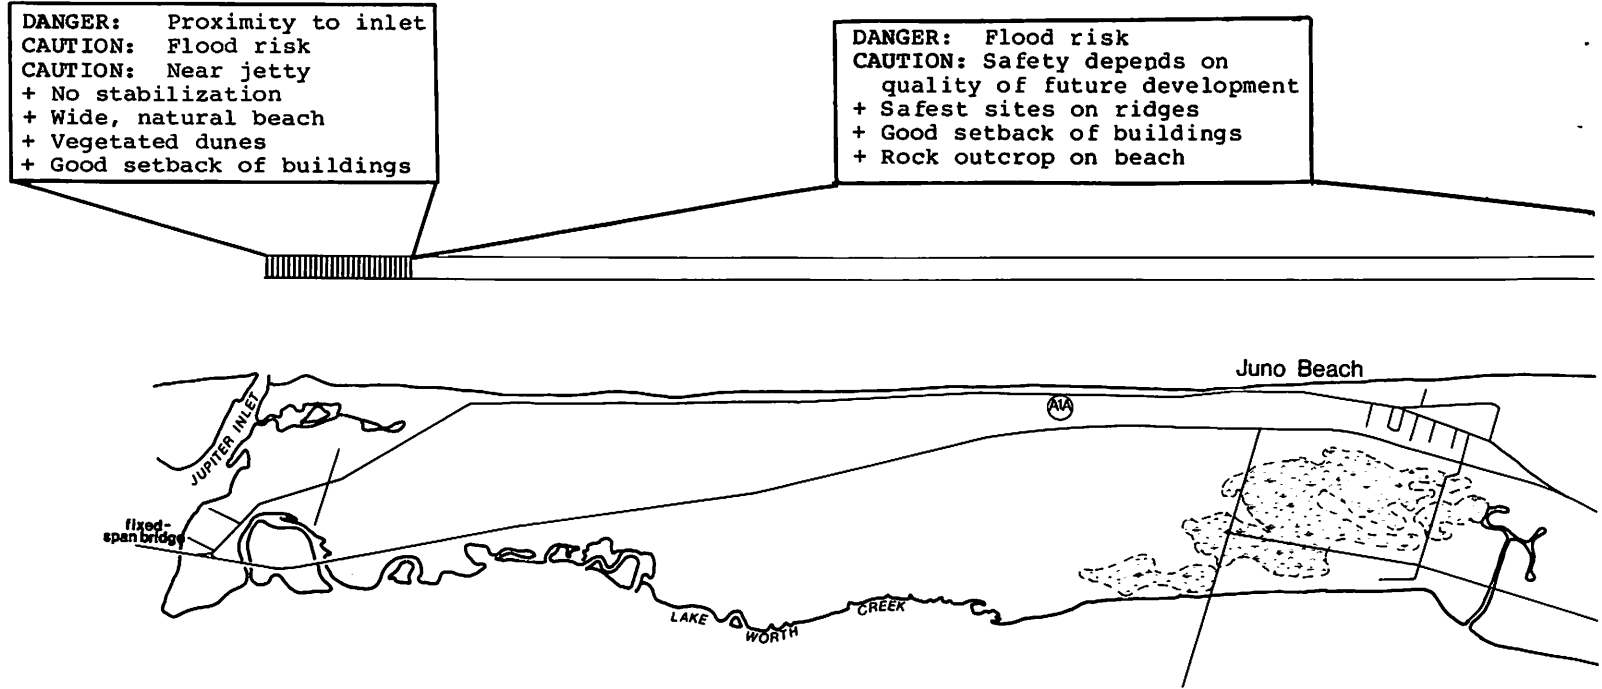 DANGER: Proximity to inlet
CAUTION: Flood risk
CAUTION: Near jetty
+ No stabilization
+ Wide, natural beach
+ Vegetated dunes
+ Good setback of buildings
DANGER: Flood risk
CAUTION: Safety depends on
quality of future development
+ Safest sites on ridges
+ Good setback of buildings
+ Rock outcrop on beach
Juno Beach
A1A
JUPITER INLET
fixed-
span bridge
LAKE WORTH CREEK